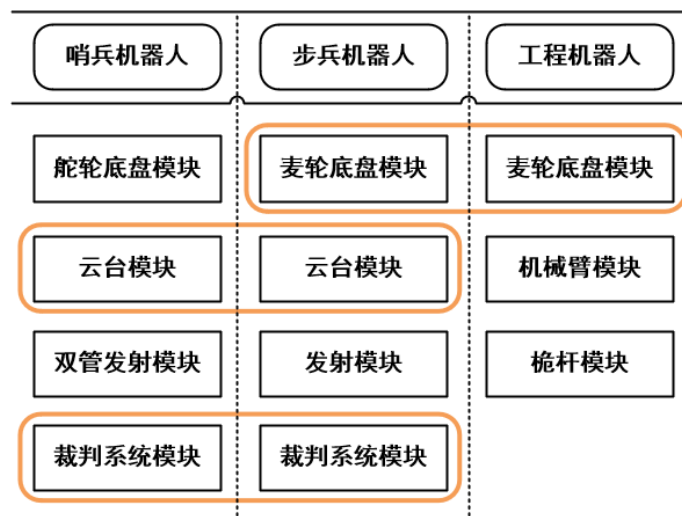 哨兵机器人 步兵机器人 工程机器人
舵轮底盘模块 麦轮底盘模块 麦轮底盘模块
云台模块 云台模块 机械臂模块
双管发射模块 发射模块 桅杆模块
裁判系统模块 裁判系统模块